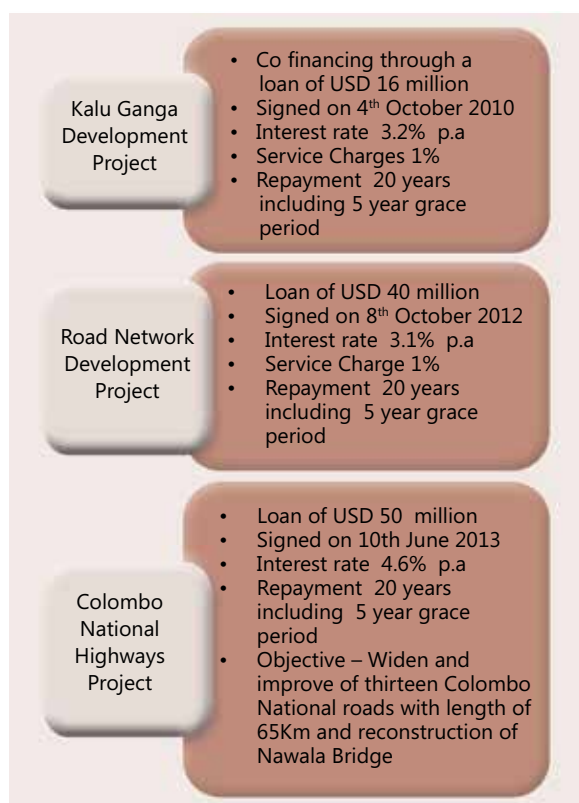 Kalu Ganga
Development
Project
• Co financing through a
loan of USD 16 million
• Signed on 4th October 2010
• Interest rate 3.2% p.a
• Service Charges 1%
• Repayment 20 years
including 5 year grace
period
Road Network
Development
Project
• Loan of USD 40 million
• Signed on 8th October 2012
• Interest rate 3.1% p.a
• Service Charge 1%
• Repayment 20 years
including 5 year grace
period
Colombo
National
Highways
Project
• Loan of USD 50 million
• Signed on 10th June 2013
• Interest rate 4.6% p.a
• Repayment 20 years
including 5 year grace
period
• Objective – Widen and
improve of thirteen Colombo
National roads with length of
65Km and reconstruction of
Nawala Bridge